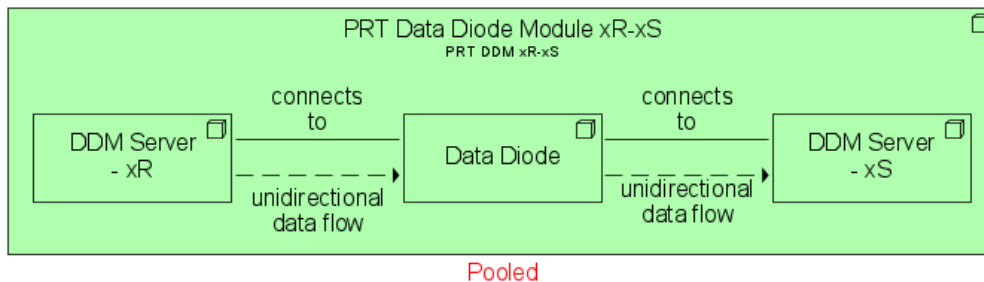 PRT Data Diode Module xR-xS
PRT DDM xR-xS
connects
to
connects
to
DDM Server
- xR
Data Diode
DDM Server
- xS
unidirectional
data flow
unidirectional
data flow
Pooled